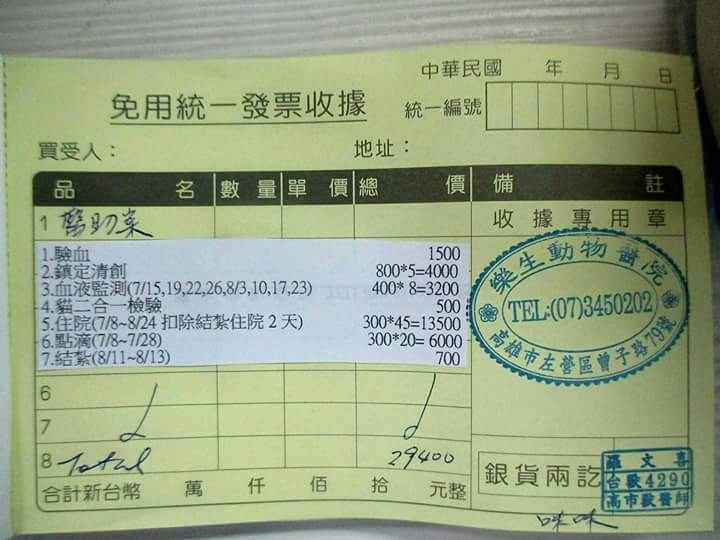 中華民國 年 月 日
免用統一發票收據 統一編號
買受人： 地址：
品 名 數 量 單 價 總 價 備 註
1 醫助案 收據專用章
1.驗血 1500
2.鎮定清創 800*5=4000
3.血液監測(7/15,19,22,26,8/3,10,17,23) 400* 8=3200
4.貓二合一檢驗 500
5.住院(7/8~8/24 扣除結紮住院 2 天) 300*45=13500
6.點滴(7/8~7/28) 300*20= 6000
7.結紮(8/11~8/13) 700
樂生動物醫院
TEL:(07)3450202
高雄市左營區曾子路79號
6
7
8 Total 29400
合計新台幣 萬 仟 佰 拾 元整
銀貨兩訖
羅文喜
台獸4290
高市獸醫師
咪咪